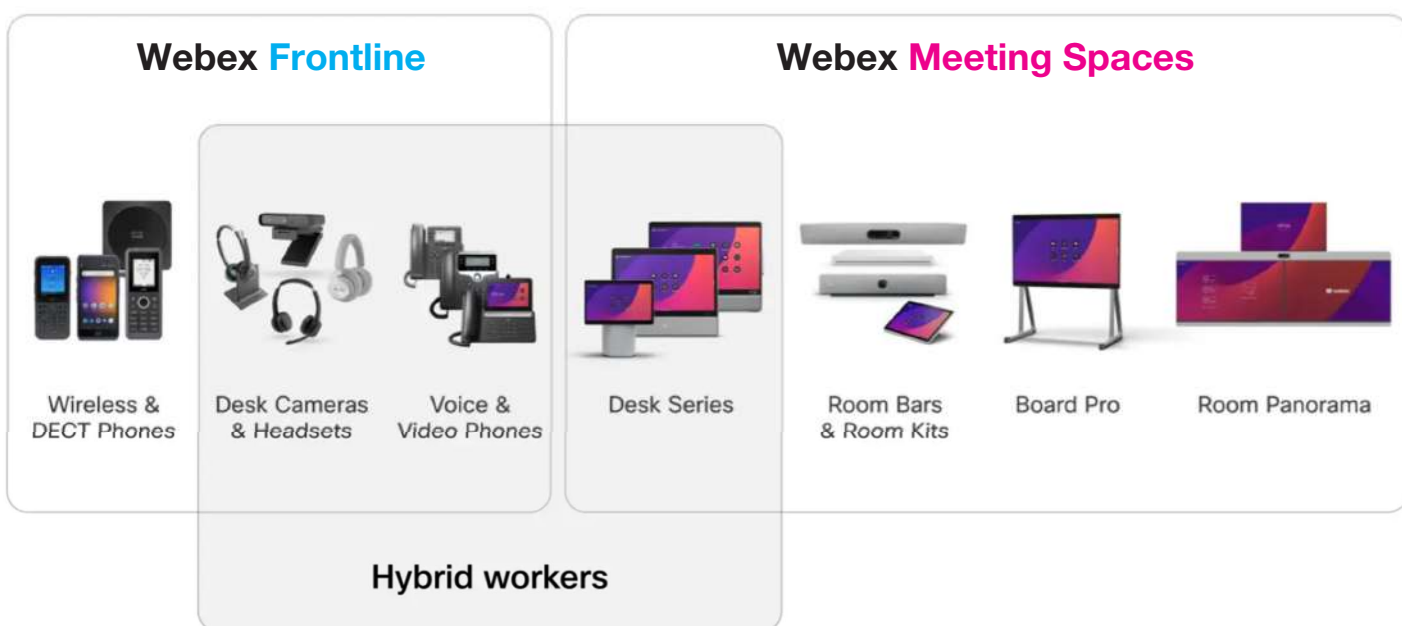 Webex Frontline
Webex Meeting Spaces
Wireless &
DECT Phones
Desk Cameras
& Headsets
Voice &
Video Phones
Desk Series
Room Bars
& Room Kits
Board Pro
Room Panorama
Hybrid workers